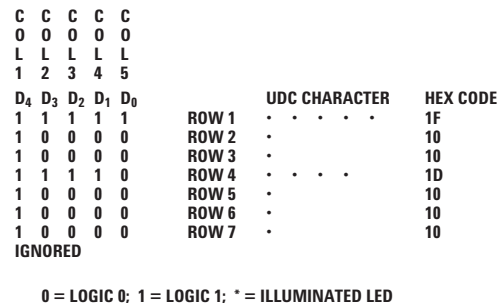 C C C C C
O O O O O
L L L L L
1 2 3 4 5
D4 D3 D2 D1 D0 UDC CHARACTER HEX CODE
1 1 1 1 1 ROW 1 • • • • • 1F
1 0 0 0 0 ROW 2 • 10
1 0 0 0 0 ROW 3 • 10
1 1 1 1 0 ROW 4 • • • • 1D
1 0 0 0 0 ROW 5 • 10
1 0 0 0 0 ROW 6 • 10
1 0 0 0 0 ROW 7 • 10
IGNORED
0 = LOGIC 0; 1 = LOGIC 1; * = ILLUMINATED LED